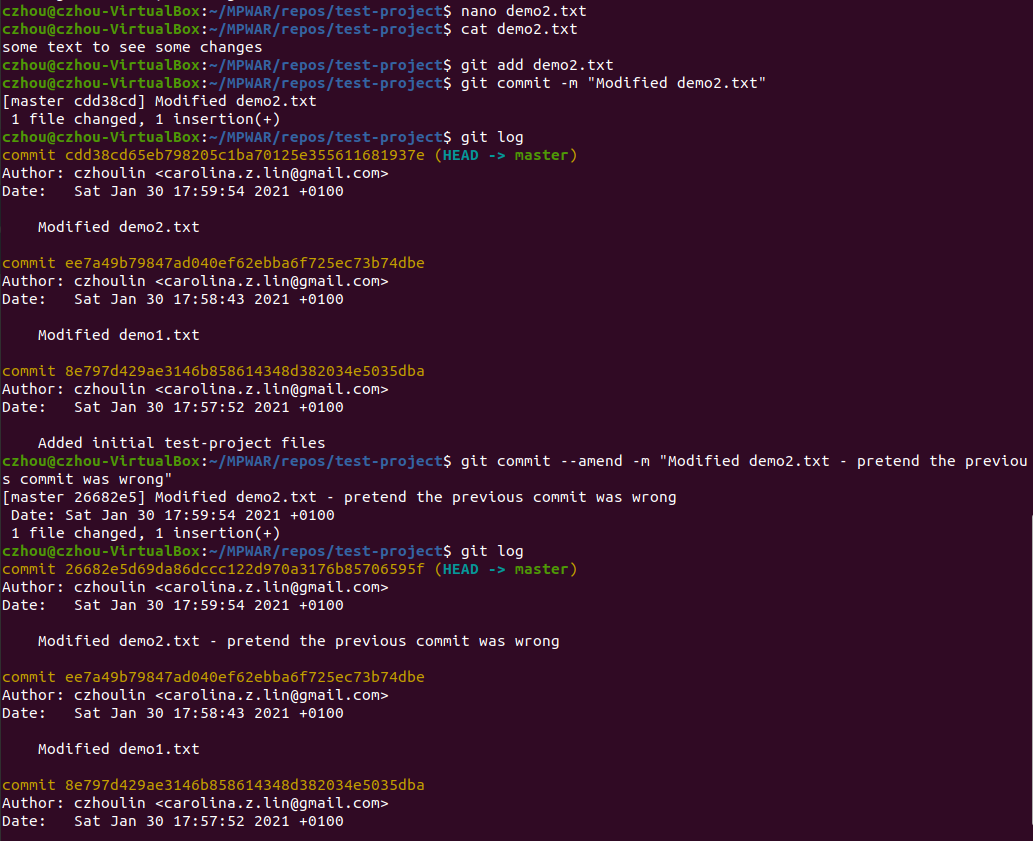 czhou@czhou-VirtualBox:~/MPWAR/repos/test-project$ nano demo2.txt
czhou@czhou-VirtualBox:~/MPWAR/repos/test-project$ cat demo2.txt
some text to see some changes
czhou@czhou-VirtualBox:~/MPWAR/repos/test-project$ git add demo2.txt
czhou@czhou-VirtualBox:~/MPWAR/repos/test-project$ git commit -m "Modified demo2.txt"
[master cdd38cd] Modified demo2.txt
 1 file changed, 1 insertion(+)
czhou@czhou-VirtualBox:~/MPWAR/repos/test-project$ git log
commit cdd38cd65eb798205c1ba70125e355611681937e (HEAD -> master)
Author: czhoulin <carolina.z.lin@gmail.com>
Date:   Sat Jan 30 17:59:54 2021 +0100

    Modified demo2.txt

commit ee7a49b79847ad040ef62ebba6f725ec73b74dbe
Author: czhoulin <carolina.z.lin@gmail.com>
Date:   Sat Jan 30 17:58:43 2021 +0100

    Modified demo1.txt

commit 8e797d429ae3146b858614348d382034e5035dba
Author: czhoulin <carolina.z.lin@gmail.com>
Date:   Sat Jan 30 17:57:52 2021 +0100

    Added initial test-project files
czhou@czhou-VirtualBox:~/MPWAR/repos/test-project$ git commit --amend -m "Modified demo2.txt - pretend the previou
s commit was wrong"
[master 26682e5] Modified demo2.txt - pretend the previous commit was wrong
 Date: Sat Jan 30 17:59:54 2021 +0100
 1 file changed, 1 insertion(+)
czhou@czhou-VirtualBox:~/MPWAR/repos/test-project$ git log
commit 26682e5d69da86dccc122d970a3176b85706595f (HEAD -> master)
Author: czhoulin <carolina.z.lin@gmail.com>
Date:   Sat Jan 30 17:59:54 2021 +0100

    Modified demo2.txt - pretend the previous commit was wrong

commit ee7a49b79847ad040ef62ebba6f725ec73b74dbe
Author: czhoulin <carolina.z.lin@gmail.com>
Date:   Sat Jan 30 17:58:43 2021 +0100

    Modified demo1.txt

commit 8e797d429ae3146b858614348d382034e5035dba
Author: czhoulin <carolina.z.lin@gmail.com>
Date:   Sat Jan 30 17:57:52 2021 +0100